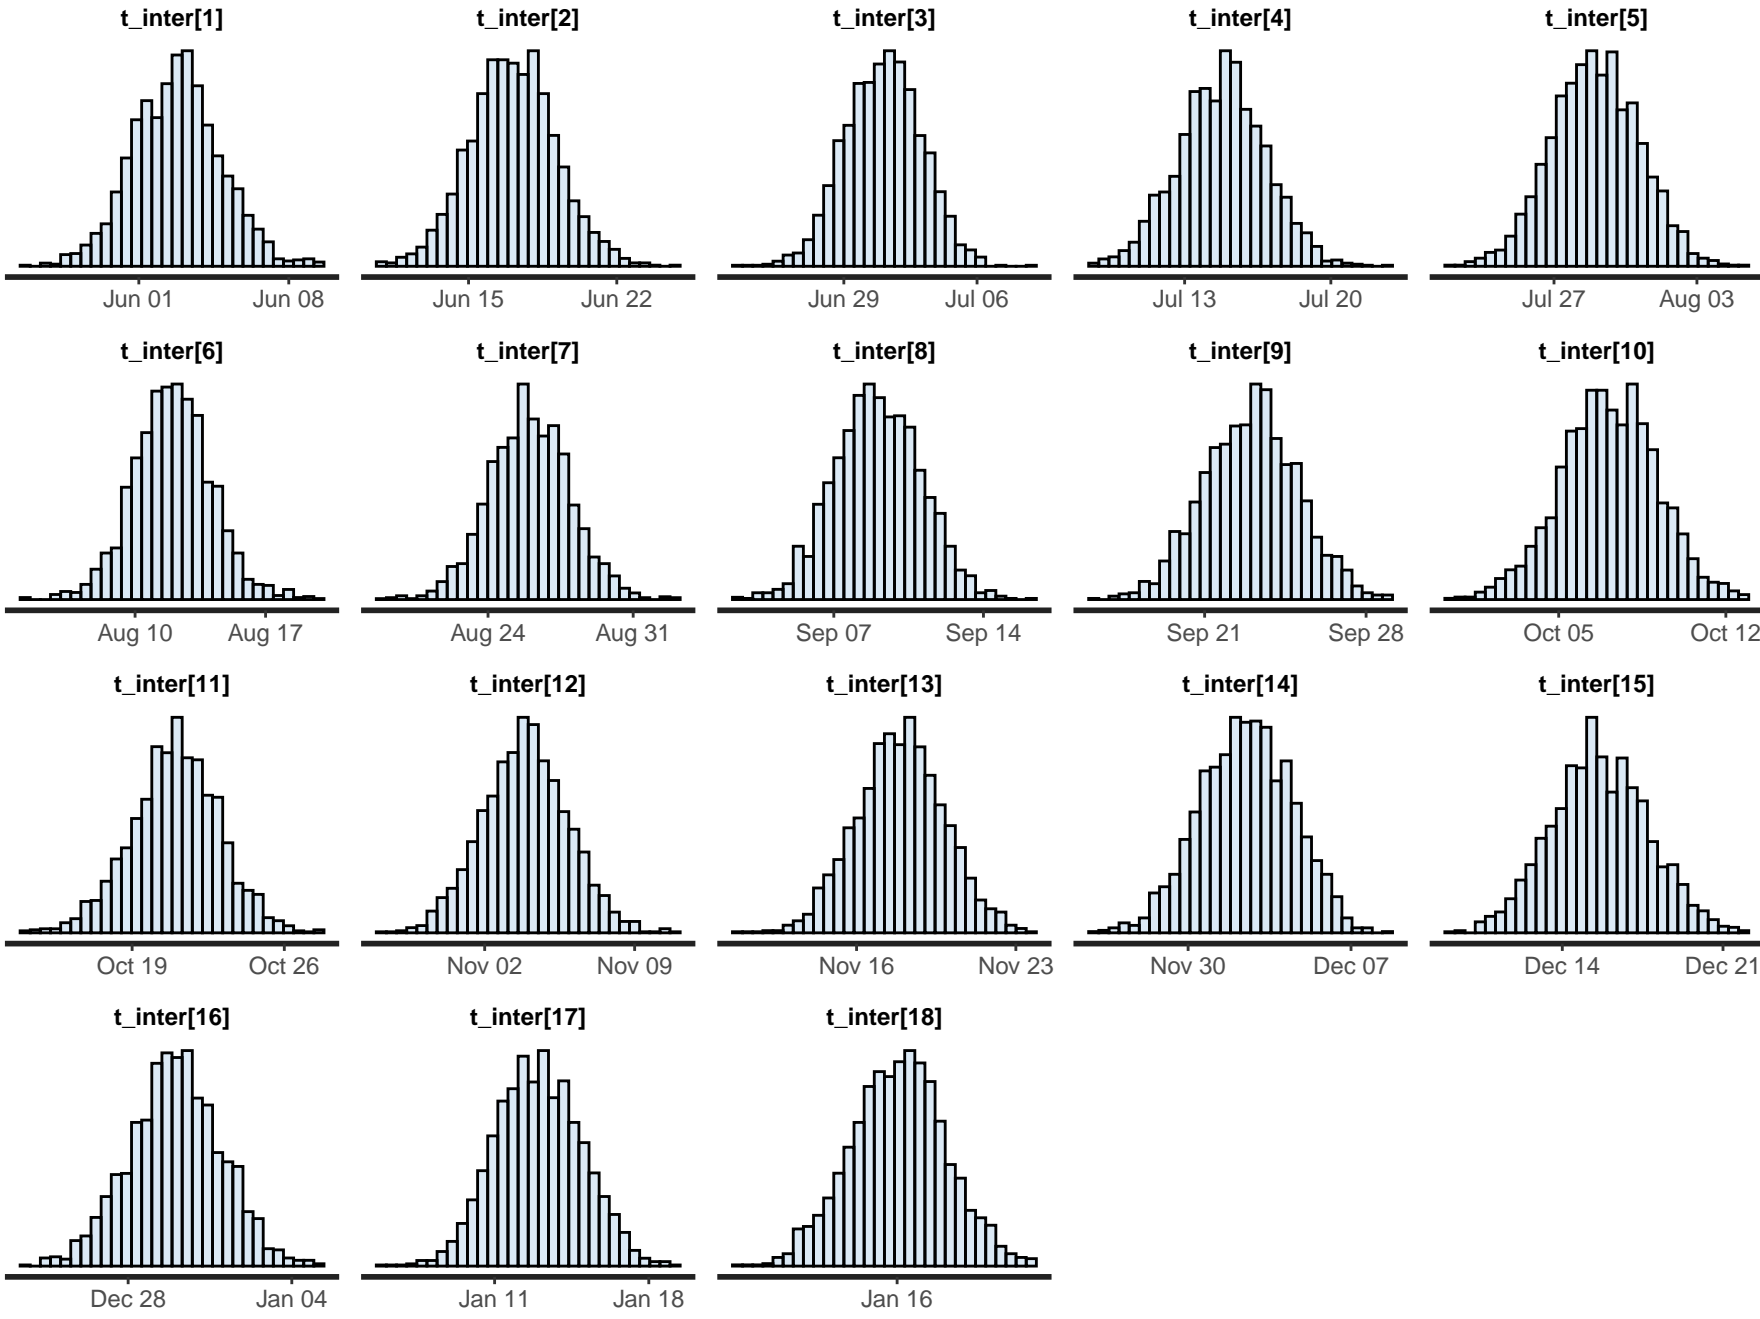 t_inter[1] t_inter[2] t_inter[3] t_inter[4] t_inter[5]
Jun 01 Jun 08 Jun 15 Jun 22 Jun 29 Jul 06 Jul 13 Jul 20 Jul 27 Aug 03
t_inter[6] t_inter[7] t_inter[8] t_inter[9] t_inter[10]
Aug 10 Aug 17 Aug 24 Aug 31 Sep 07 Sep 14 Sep 21 Sep 28 Oct 05 Oct 12
t_inter[11] t_inter[12] t_inter[13] t_inter[14] t_inter[15]
Oct 19 Oct 26 Nov 02 Nov 09 Nov 16 Nov 23 Nov 30 Dec 07 Dec 14 Dec 21
t_inter[16] t_inter[17] t_inter[18]
Dec 28 Jan 04 Jan 11 Jan 18 Jan 16